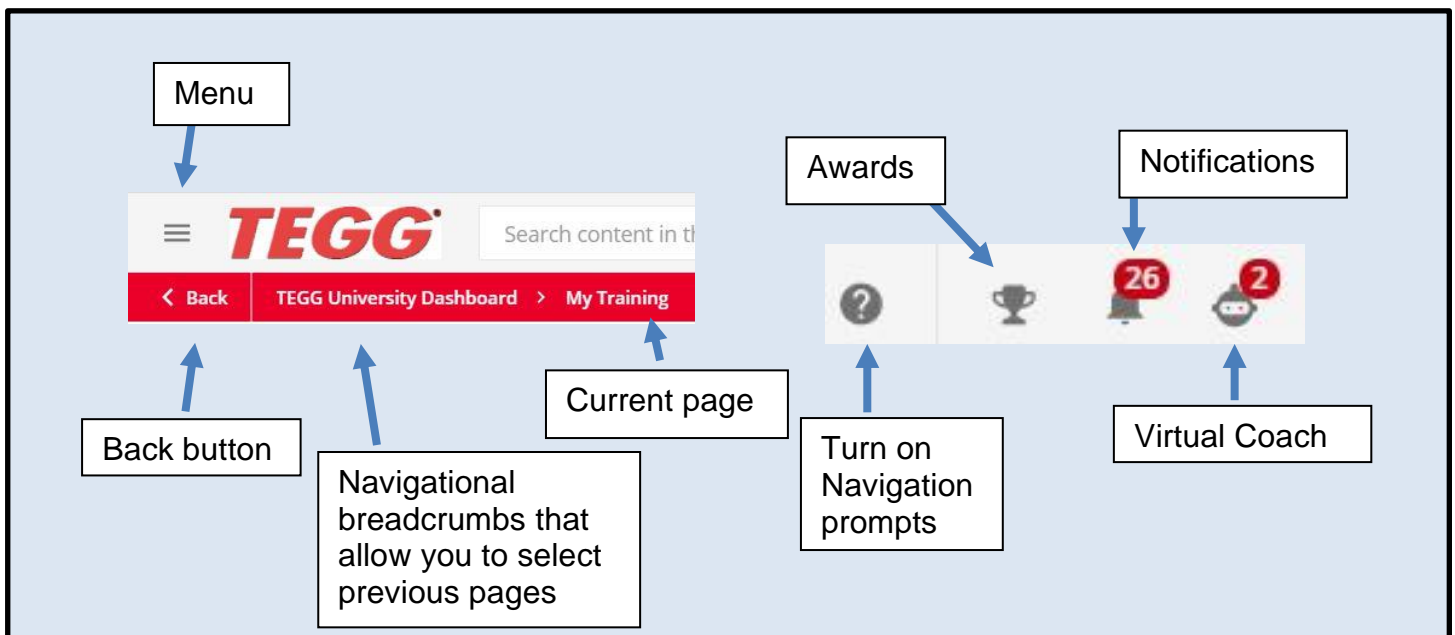 Menu
Awards
Notifications
TEGG
Search content in th
26
2
Back
TEGG University Dashboard > My Training
Current page
Back button
Navigational
breadcrumbs that
allow you to select
previous pages
Turn on
Navigation
prompts
Virtual Coach